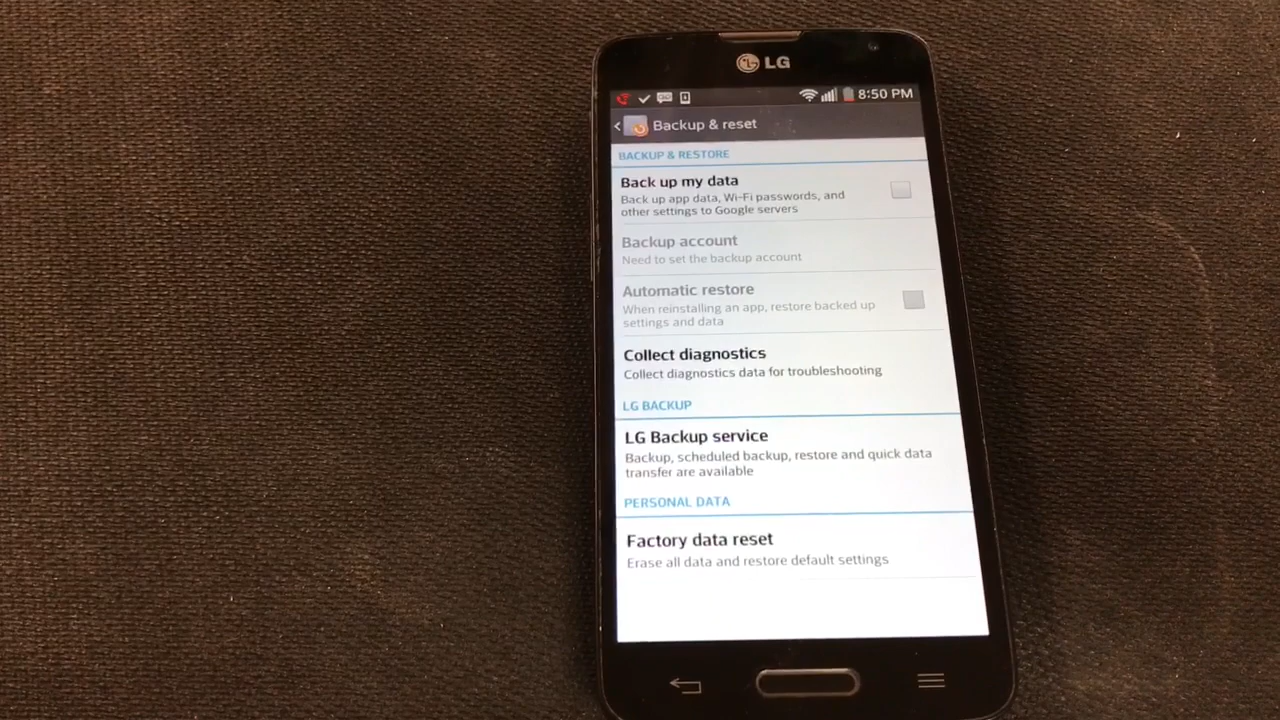 LG
8:50 PM
Backup & reset
BACKUP & RESTORE
Back up my data
Back up app data, Wi-Fi passwords, and
other settings to Google servers
Backup account
Need to set the backup account
Automatic restore
When reinstalling an app, restore backed up
settings and data
Collect diagnostics
Collect diagnostics data for troubleshooting
LG BACKUP
LG Backup service
Backup, scheduled backup, restore and quick data
transfer are available
PERSONAL DATA
Factory data reset
Erase all data and restore default settings